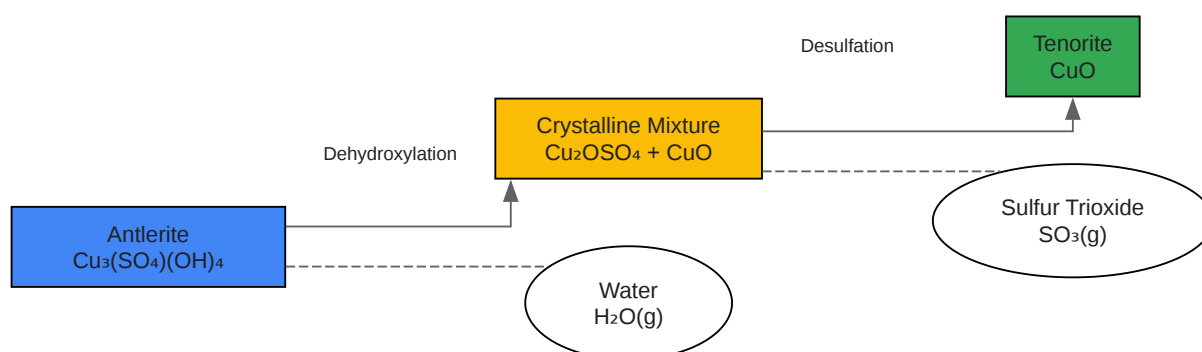 Desulfation
Tenorite
CuO
Crystalline Mixture
Cu₂OSO₄ + CuO
Dehydroxylation
Sulfur Trioxide
SO₃(g)
Antlerite
Cu₃(SO₄)(OH)₄
Water
H₂O(g)